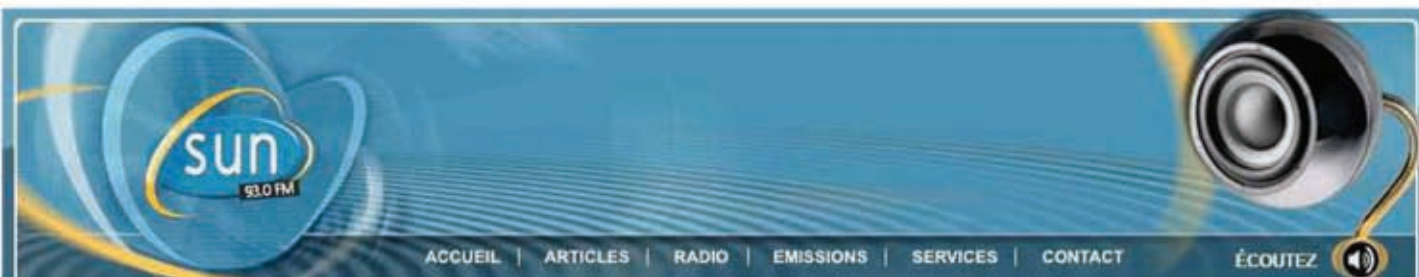 sun
93.0 FM
ACCUEIL | ARTICLES | RADIO | EMISSIONS | SERVICES | CONTACT
ÉCOUTEZ